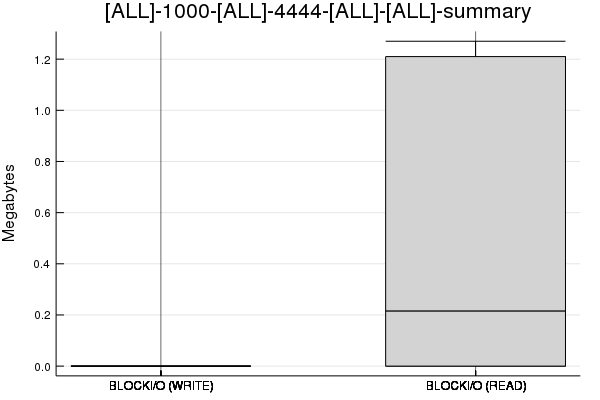 [ALL]-1000-[ALL]-4444-[ALL]-[ALL]-summary
Megabytes
1.2
1.0
0.8
0.6
0.4
0.2
0.0
BLOCKI/O (WRITE)
BLOCKI/O (READ)